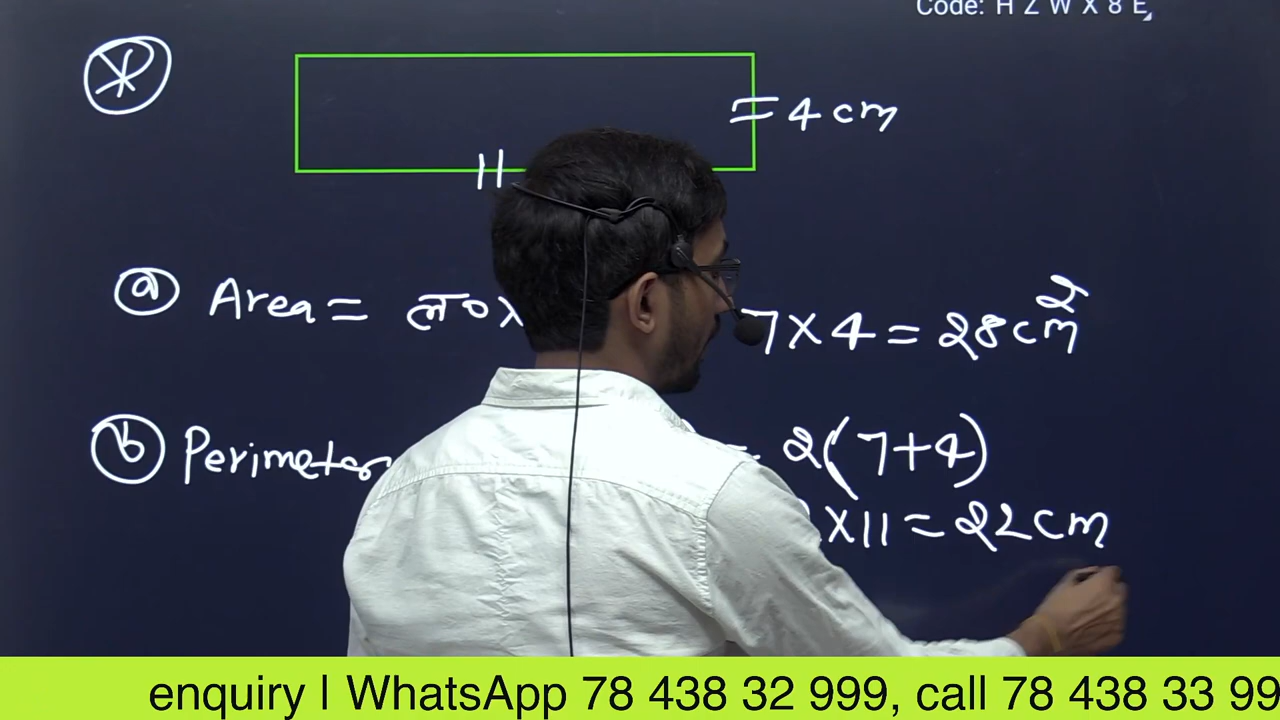 Code: H Z W X 8 E
= 4 cm
=
(a) Area = ल० × 7 × 4 = 28 cm²
(b) Perimeter = 2(7+4)
× 11 = 22 cm
enquiry I WhatsApp 78 438 32 999, call 78 438 33 99